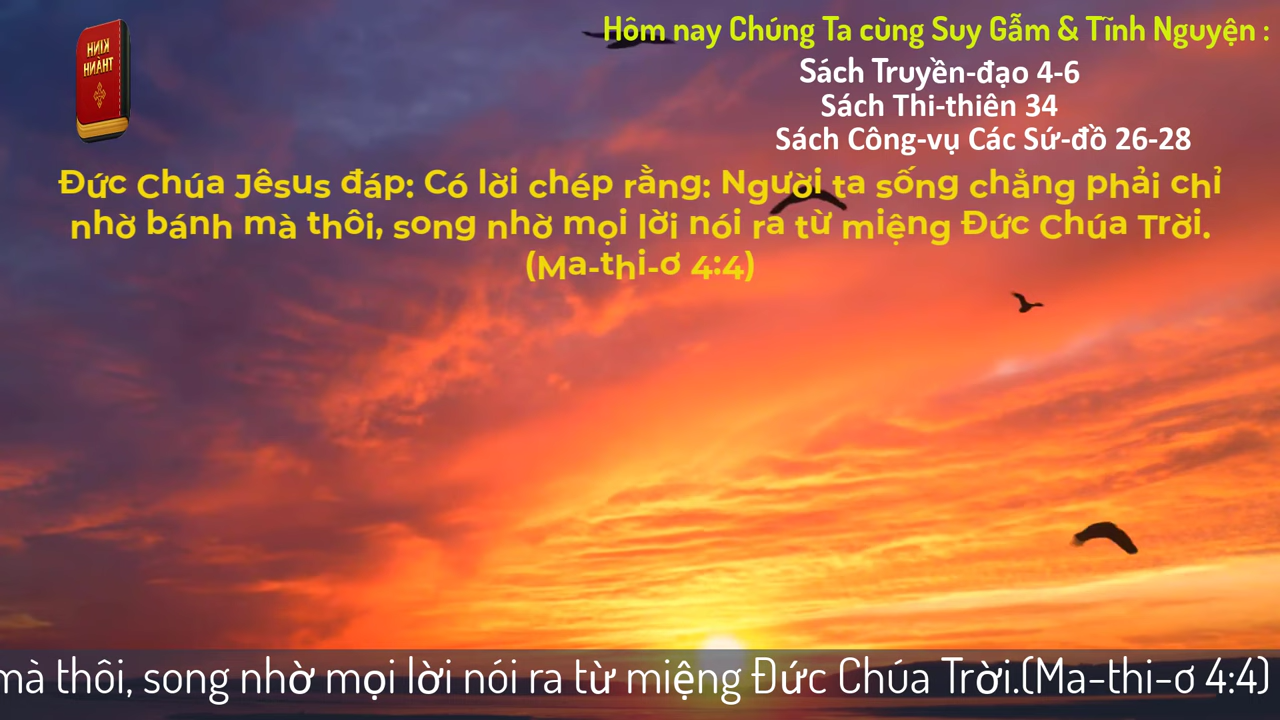 KINH
THÁNH
Hôm nay Chúng Ta cùng Suy Gẫm & Tĩnh Nguyện :
Sách Truyền-đạo 4-6
Sách Thi-thiên 34
Sách Công-vụ Các Sứ-đồ 26-28
Đức Chúa Jêsus đáp: Có lời chép rằng: Người ta sống chẳng phải chỉ
nhờ bánh mà thôi, song nhờ mọi lời nói ra từ miệng Đức Chúa Trời.
(Ma-thi-ơ 4:4)
mà thôi, song nhờ mọi lời nói ra từ miệng Đức Chúa Trời.(Ma-thi-ơ 4:4)